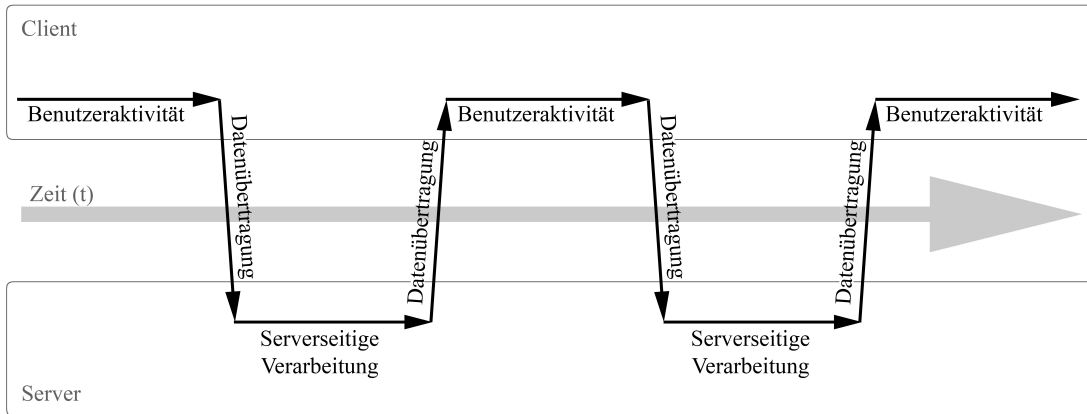 Client
Benutzeraktivität
Datenübertragung
Datenübertragung
Benutzeraktivität
Datenübertragung
Datenübertragung
Benutzeraktivität
Zeit (t)
Serverseitige
Verarbeitung
Serverseitige
Verarbeitung
Server